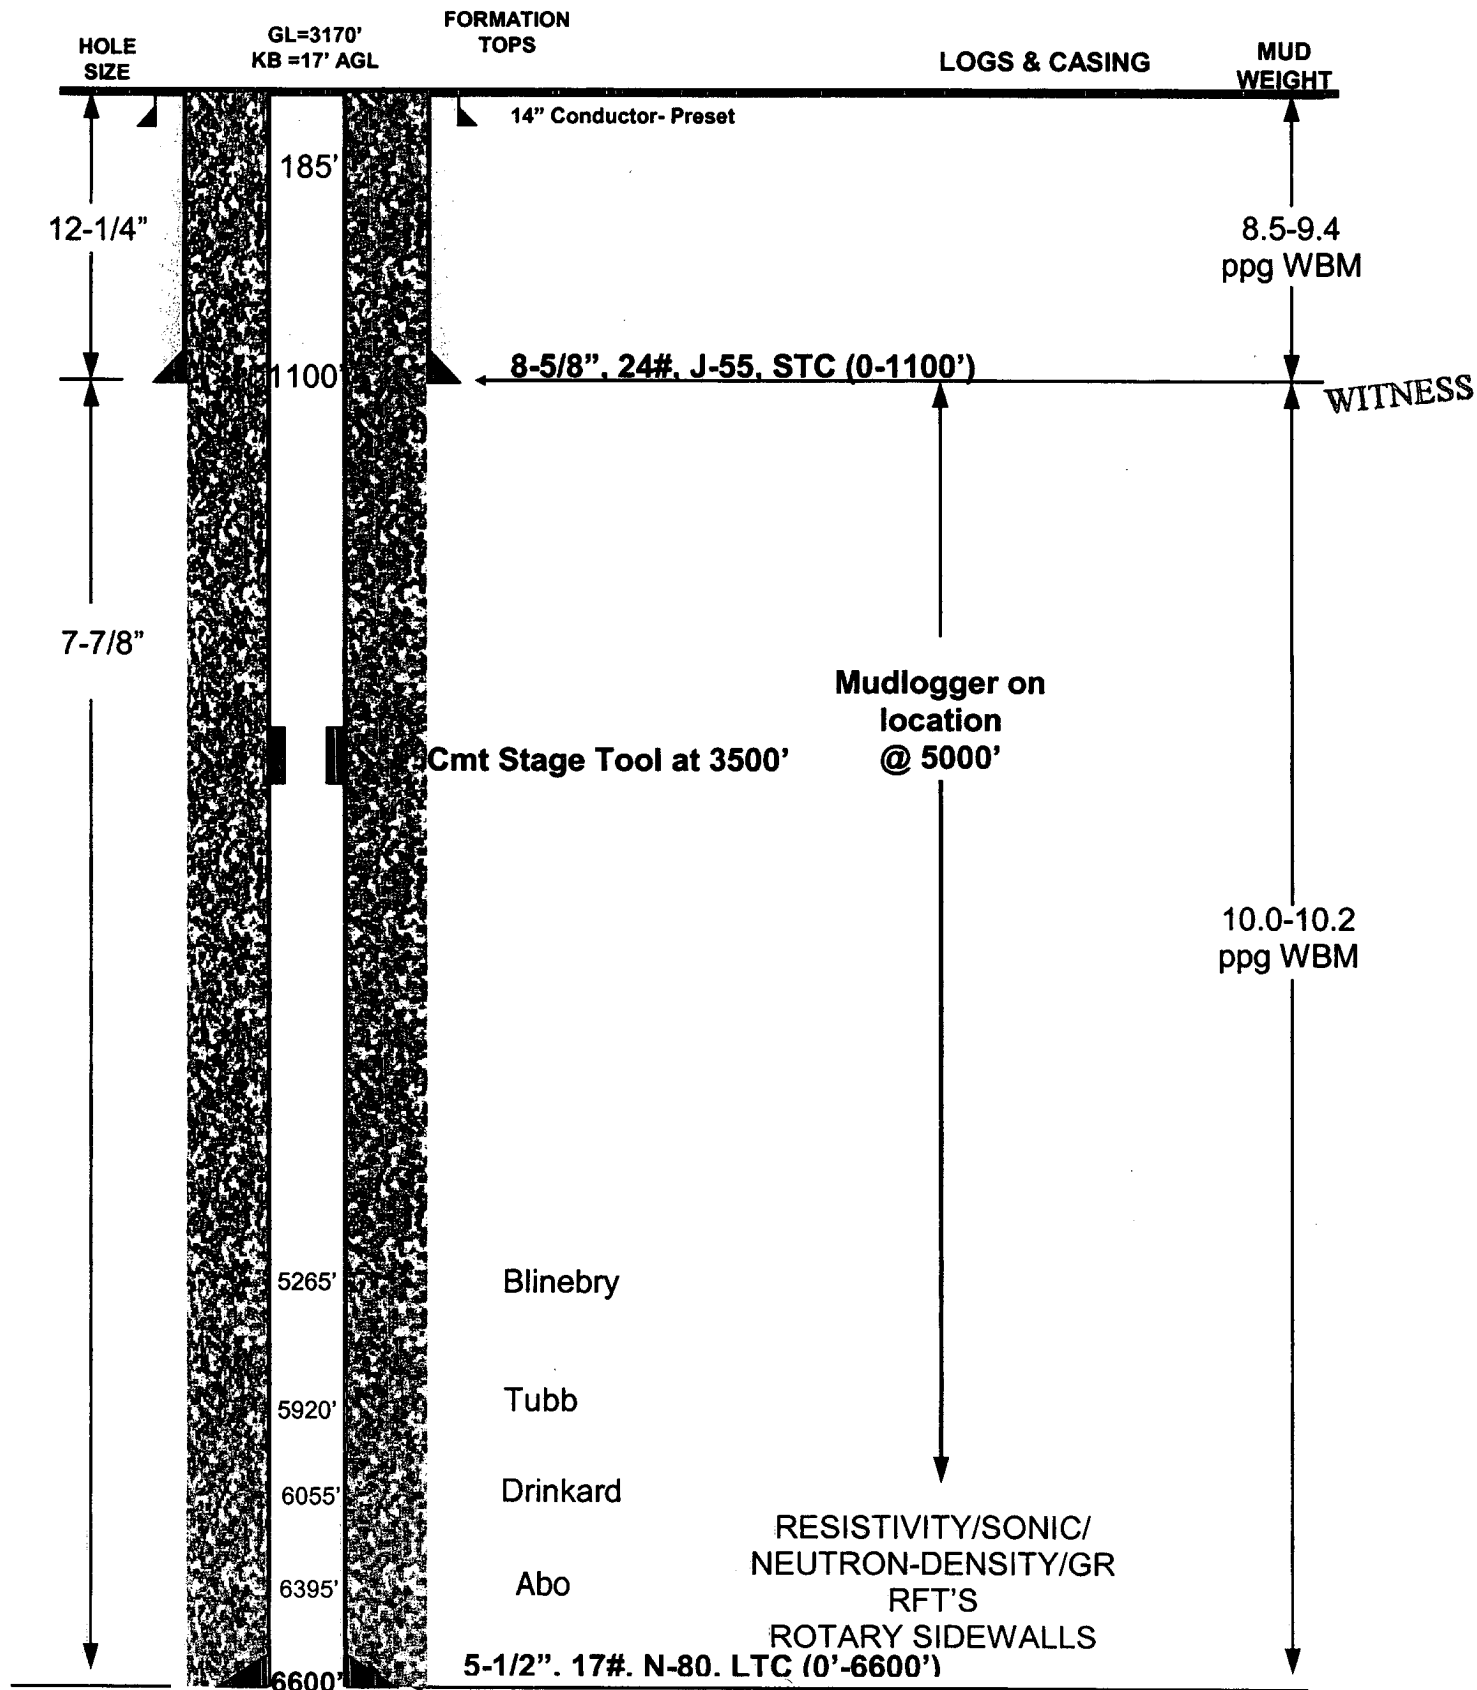 HOLE
SIZE
GL=3170'
KB =17' AGL
FORMATION
TOPS
LOGS & CASING
MUD
WEIGHT
14” Conductor- Preset
185'
12-1/4”
8.5-9.4
ppg WBM
8-5/8”, 24#, J-55, STC (0-1100’)
1100’
WITNESS
7-7/8”
Mudlogger on
location
@ 5000’
Cmt Stage Tool at 3500’
10.0-10.2
ppg WBM
5265’
Blinebry
5920’
Tubb
6055’
Drinkard
RESISTIVITY/SONIC/
NEUTRON-DENSITY/GR
RFT’S
ROTARY SIDEWALLS
6395’
Abo
5-1/2”. 17#. N-80. LTC (0’-6600’)
6600’